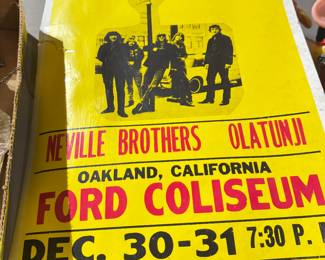 NEVILLE BROTHERS OLATUNJI
OAKLAND, CALIFORNIA
FORD COLISEUM
DEC. 30-31 7:30 P.